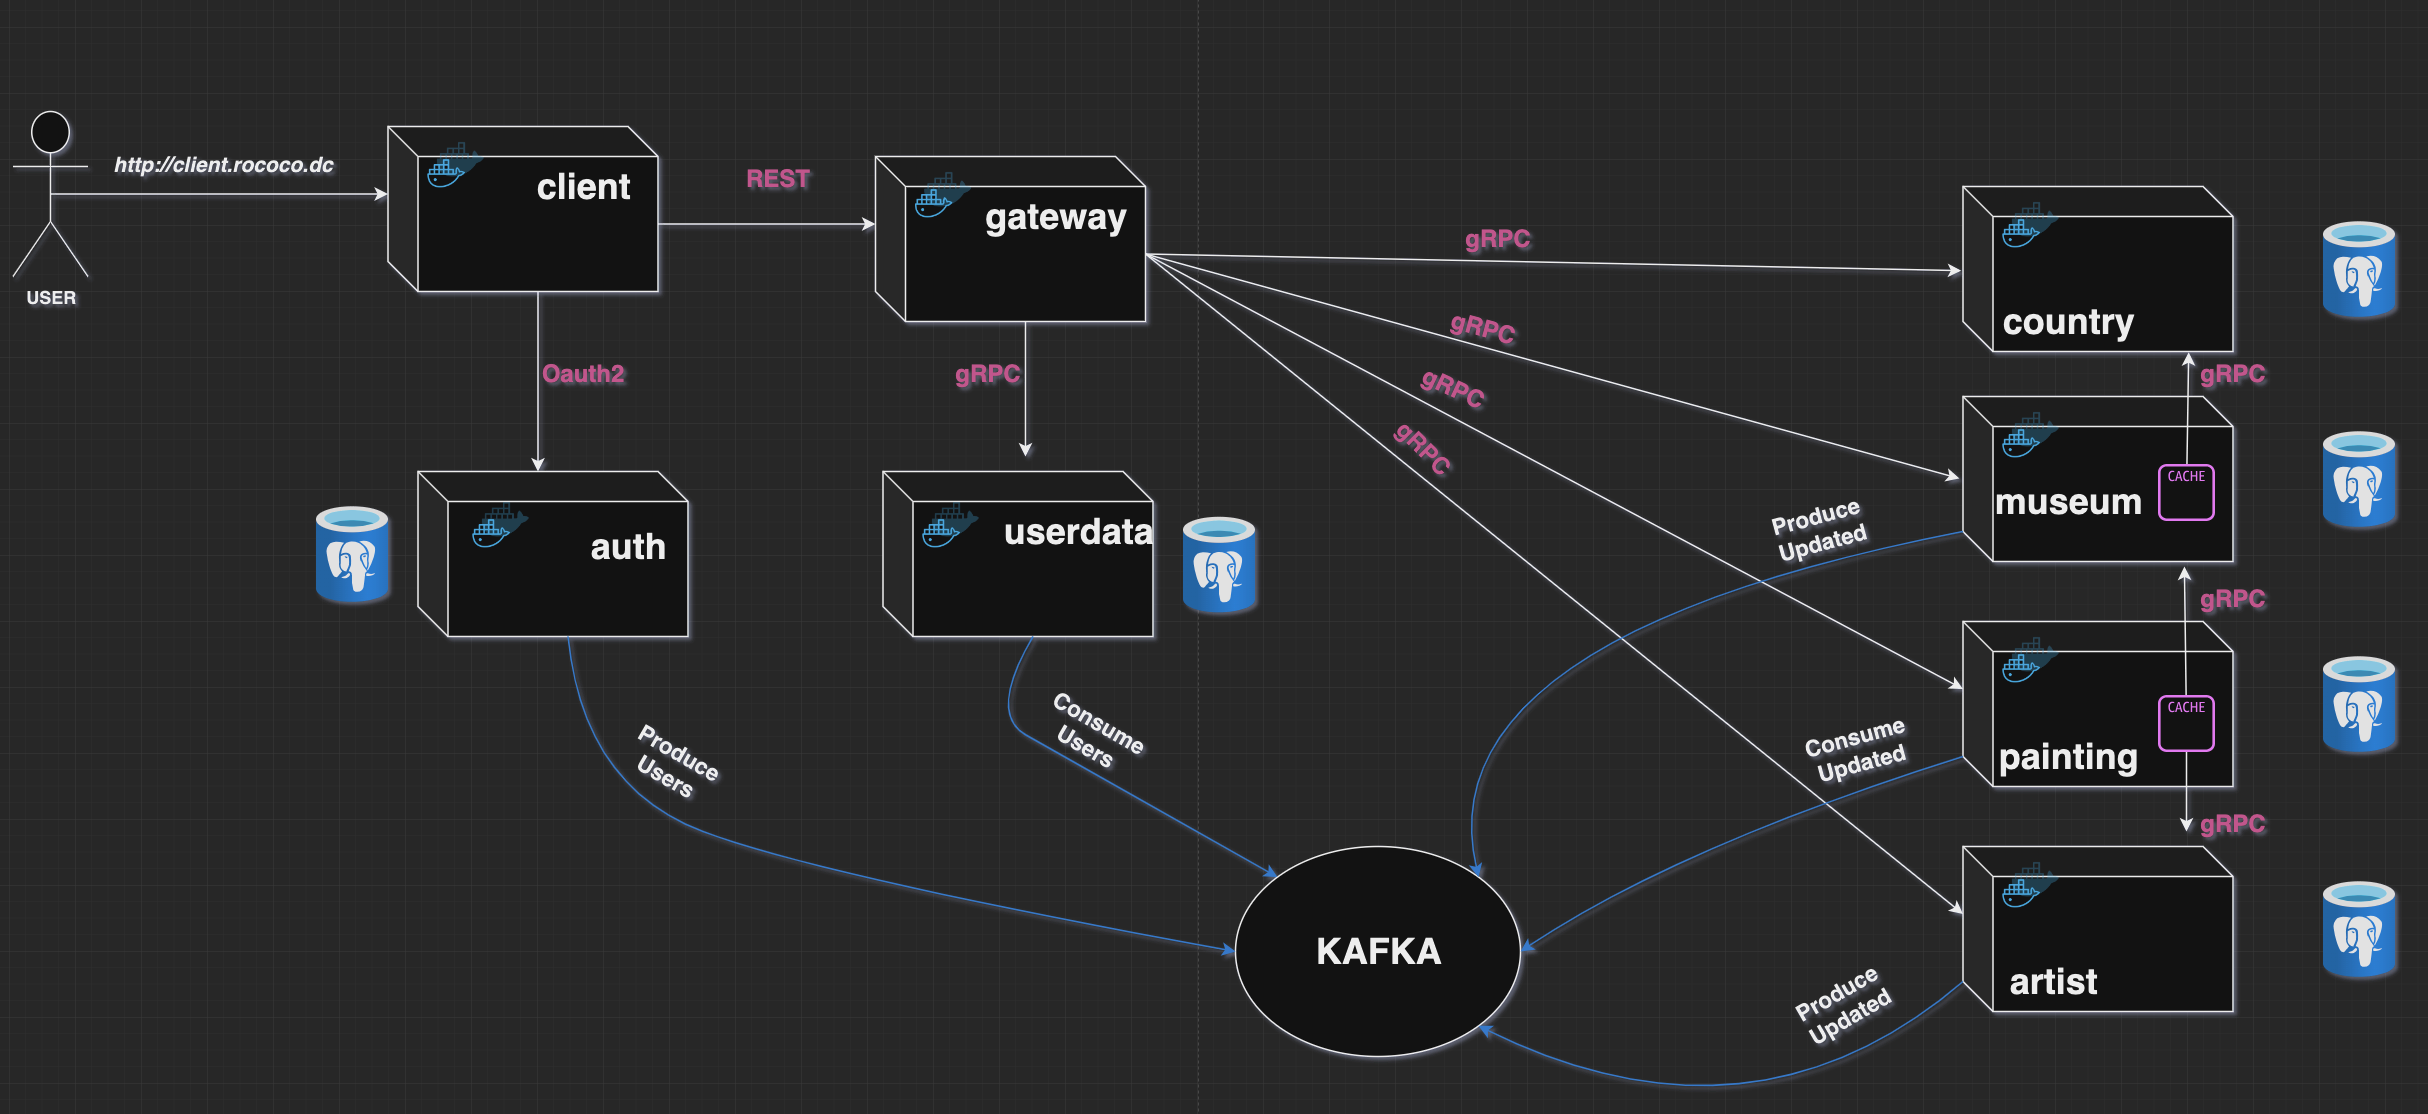 http://client.rococo.dc
USER
client
REST
gateway
gRPC
country
Oauth2
gRPC
gRPC
gRPC
gRPC
gRPC
CACHE
museum
auth
userdata
Produce
Updated
gRPC
CACHE
painting
Consume
Updated
Produce
Users
Consume
Users
gRPC
KAFKA
artist
Produce
Updated